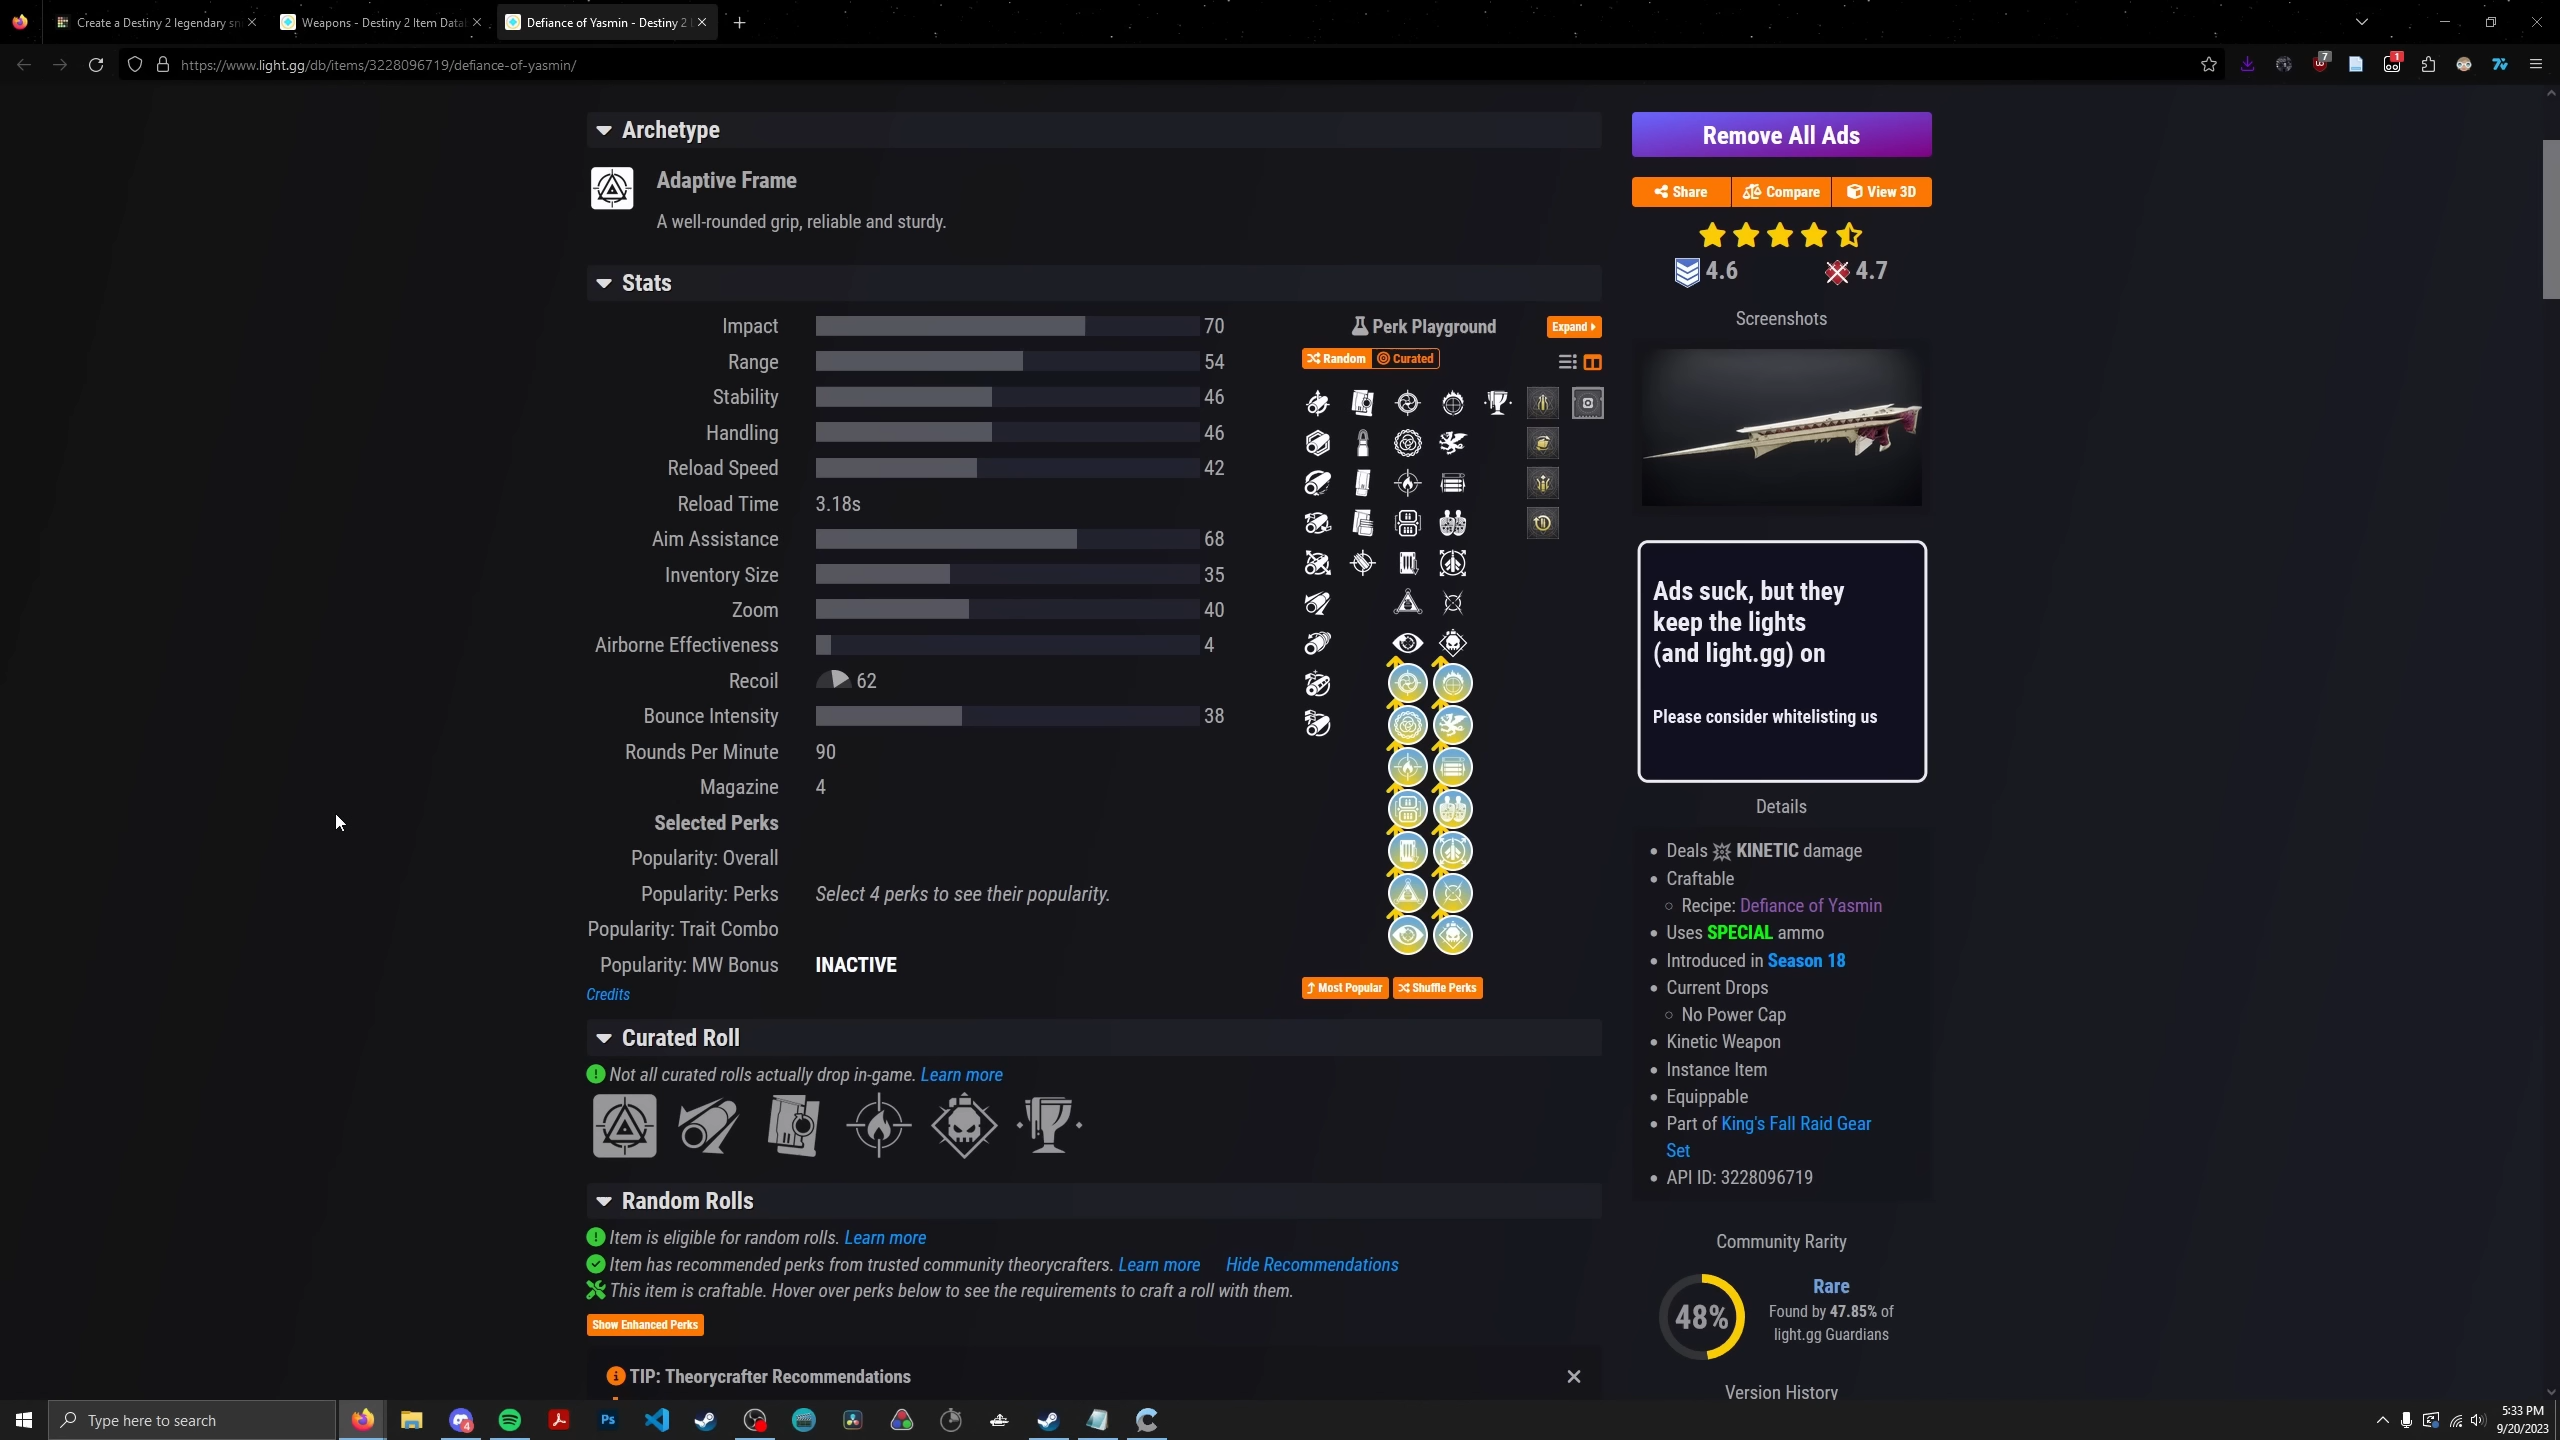 Create a Destiny 2 legendary sn
Weapons - Destiny 2 Item Data
Defiance of Yasmin - Destiny 2
https://www.light.gg/db/items/3228096719/defiance-of-yasmin/
7
1
Archetype
Adaptive Frame
A well-rounded grip, reliable and sturdy.
Stats
Impact 70
Range 54
Stability 46
Handling 46
Reload Speed 42
Reload Time 3.18s
Aim Assistance 68
Inventory Size 35
Zoom 40
Airborne Effectiveness 4
Recoil 62
Bounce Intensity 38
Rounds Per Minute 90
Magazine 4
Selected Perks
Popularity: Overall
Popularity: Perks Select 4 perks to see their popularity.
Popularity: Trait Combo
Popularity: MW Bonus INACTIVE
Credits
Perk Playground
Expand
Random
Curated
Most Popular
Shuffle Perks
Curated Roll
Not all curated rolls actually drop in-game. Learn more
Random Rolls
Item is eligible for random rolls. Learn more
Item has recommended perks from trusted community theorycrafters. Learn more Hide Recommendations
This item is craftable. Hover over perks below to see the requirements to craft a roll with them.
Show Enhanced Perks
TIP: Theorycrafter Recommendations
Remove All Ads
Share
Compare
View 3D
4.6
4.7
Screenshots
Ads suck, but they
keep the lights
(and light.gg) on
Please consider whitelisting us
Details
Deals KINETIC damage
Craftable
Recipe: Defiance of Yasmin
Uses SPECIAL ammo
Introduced in Season 18
Current Drops
No Power Cap
Kinetic Weapon
Instance Item
Equippable
Part of King's Fall Raid Gear
Set
API ID: 3228096719
Community Rarity
48%
Rare
Found by 47.85% of
light.gg Guardians
Version History
Type here to search
4
Ps
5:33 PM
9/20/2023